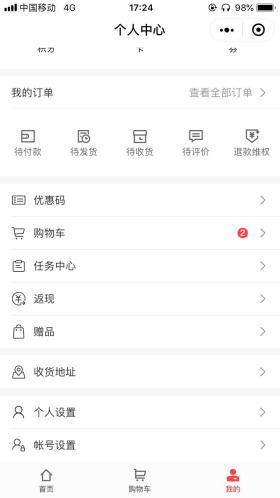 中国移动 4G 17:24 98%
个人中心
积分 卡 券
我的订单 查看全部订单
待付款 待发货 待收货 待评价 退款维权
优惠码
购物车 2
任务中心
返现
赠品
收货地址
个人设置
帐号设置
首页 购物车 我的